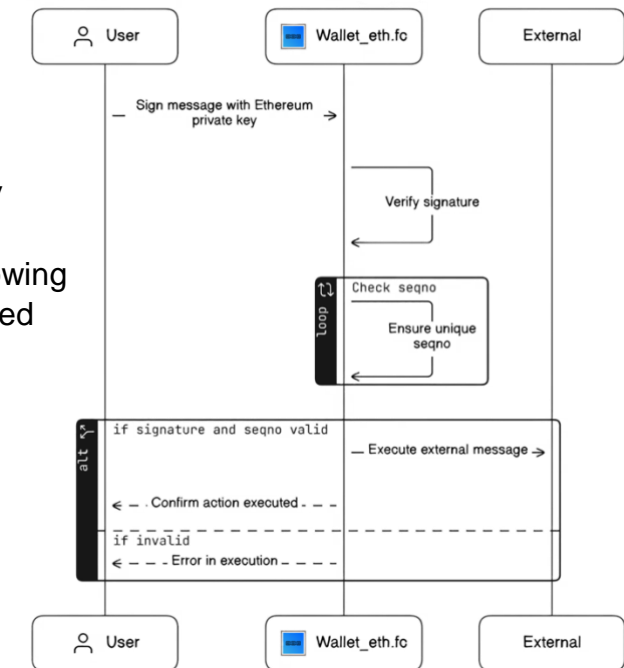 User
Wallet_eth.fc
External
Sign message with Ethereum
private key
Verify signature
owing
ed
loop
Check seqno
Ensure unique
seqno
alt
if signature and seqno valid
Execute external message
Confirm action executed
if invalid
Error in execution
User
Wallet_eth.fc
External